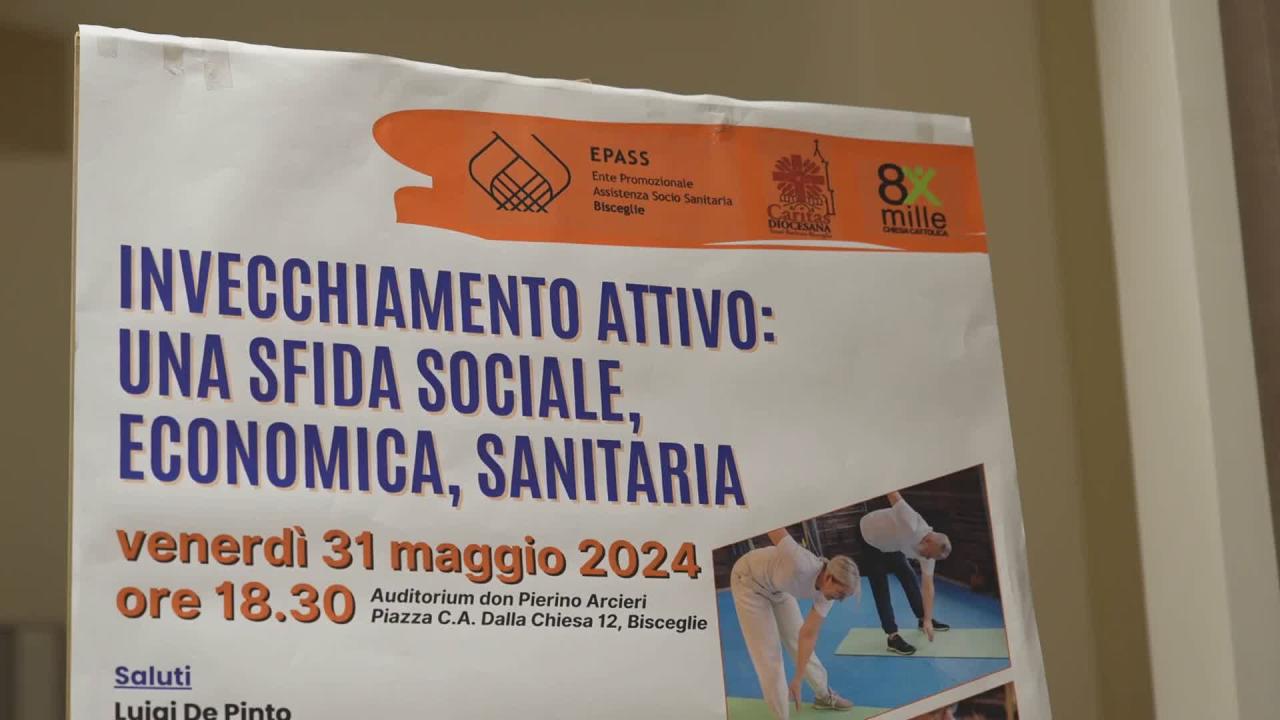 EPASS
Ente Promozionale
Assistenza Socio Sanitaria
Bisceglie
Caritas
DIOCESANA
8x
mille
CHIESA CATTOLICA
INVECCHIAMENTO ATTIVO:
UNA SFIDA SOCIALE,
ECONOMICA, SANITARIA
venerdì 31 maggio 2024
ore 18.30
Auditorium don Pierino Arcieri
Piazza C.A. Dalla Chiesa 12, Bisceglie
Saluti
Luigi De Pinto